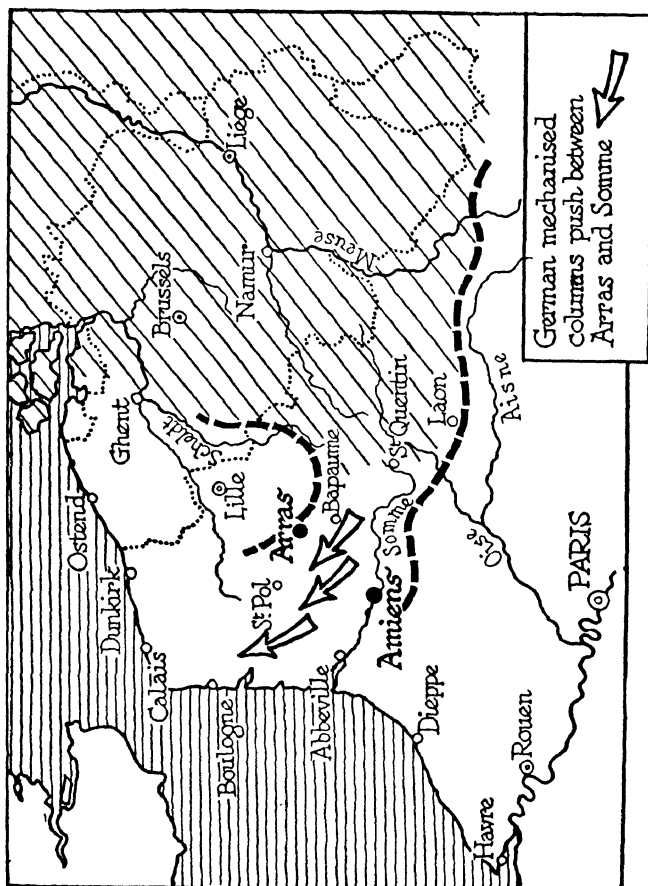 Ostend
Dunkirk
Ghent
Calais
Brussels
Scheldt
Boulogne
Lille
Liège
Namur
St Pol
Arras
Abbeville
Bapaume
Meuse
Amiens
Somme
St Quentin
Dieppe
Laon
Oise
Havre
Aisne
Rouen
PARIS
German mechanised
columns push between
Arras and Somme